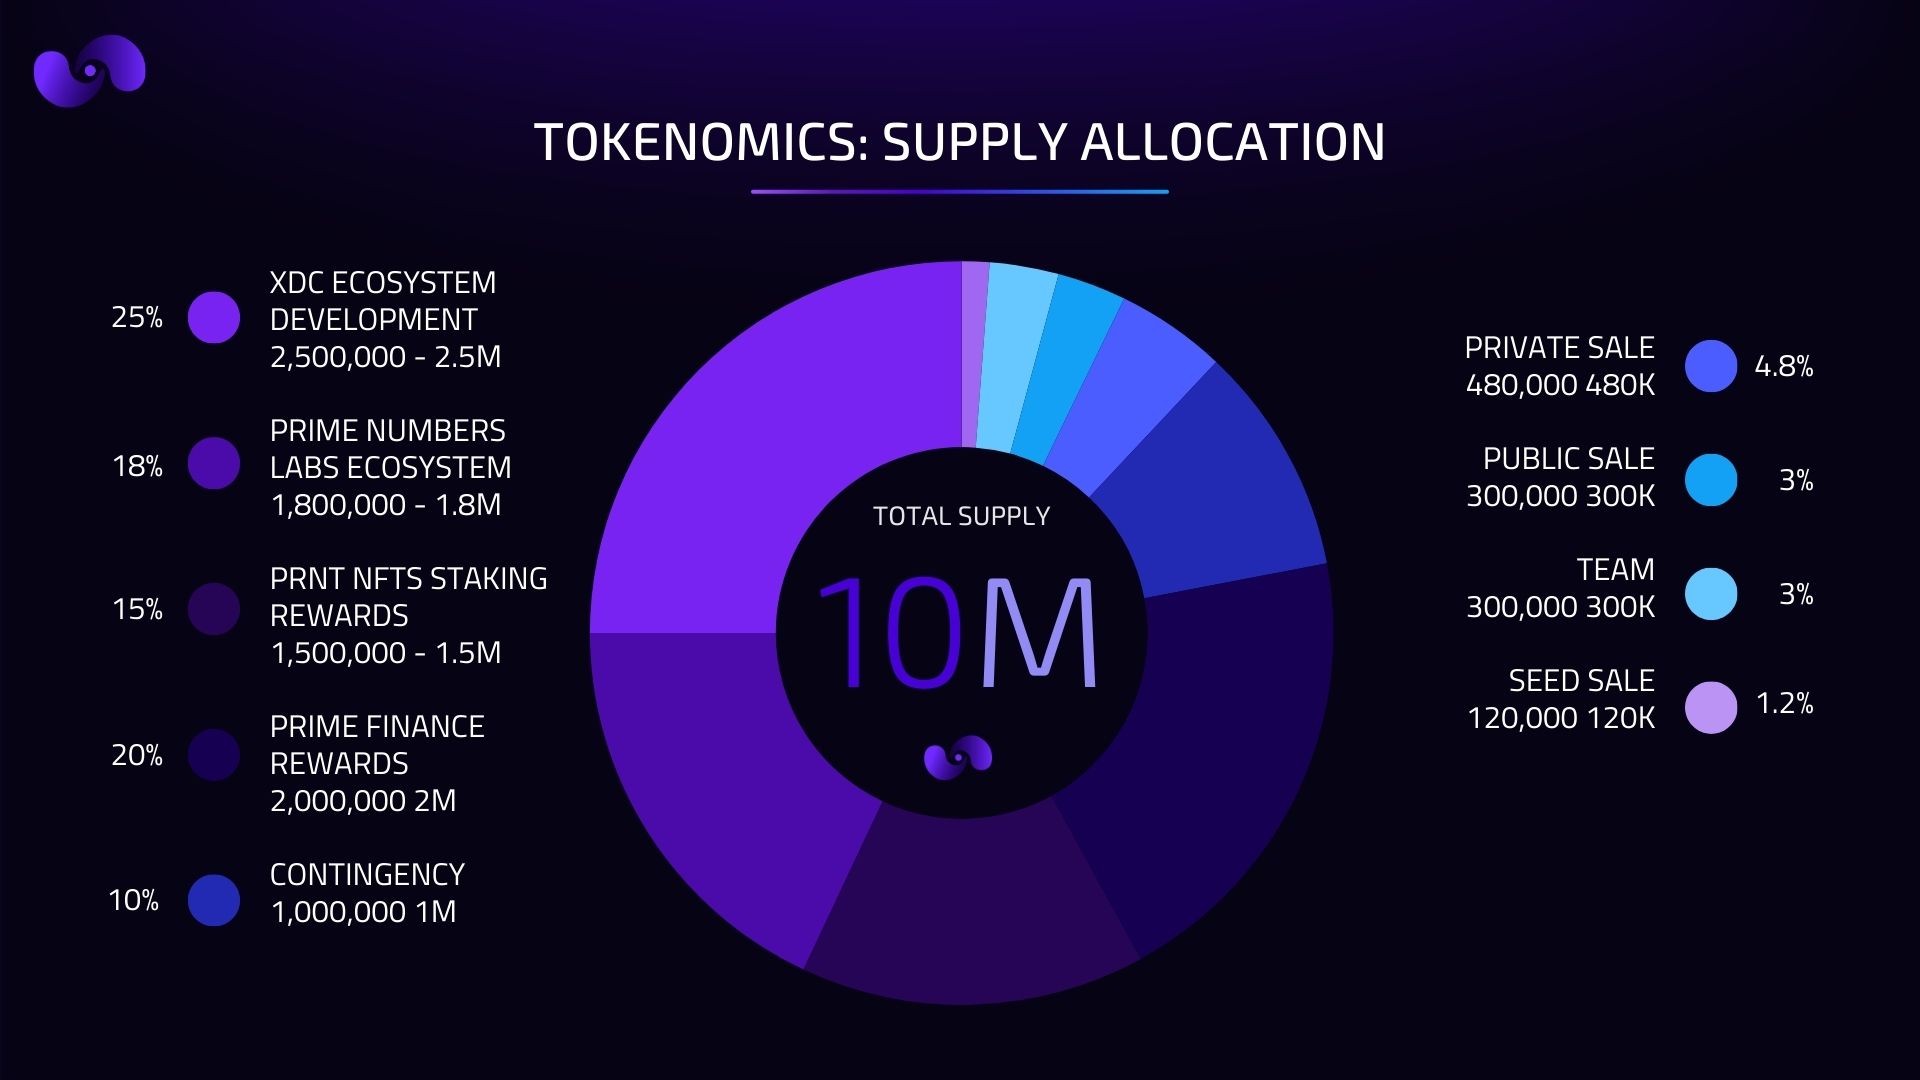 TOKENOMICS: SUPPLY ALLOCATION
25%
XDC ECOSYSTEM
DEVELOPMENT
2,500,000 - 2.5M
18%
PRIME NUMBERS
LABS ECOSYSTEM
1,800,000 - 1.8M
15%
PRNT NFTS STAKING
REWARDS
1,500,000 - 1.5M
20%
PRIME FINANCE
REWARDS
2,000,000 2M
10%
CONTINGENCY
1,000,000 1M
TOTAL SUPPLY
10M
PRIVATE SALE
480,000 480K
4.8%
PUBLIC SALE
300,000 300K
3%
TEAM
300,000 300K
3%
SEED SALE
120,000 120K
1.2%